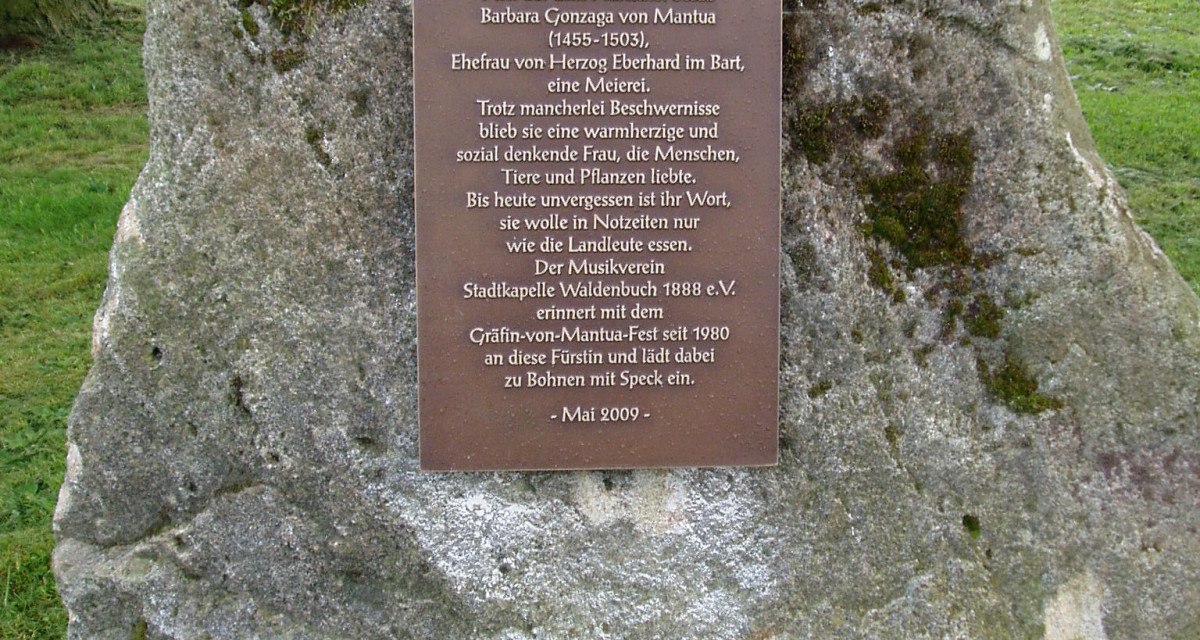 Barbara Gonzaga von Mantua
(1455-1503),
Ehefrau von Herzog Eberhard im Bart,
eine Meierei.
Trotz mancherlei Beschwernisse
blieb sie eine warmherzige und
sozial denkende Frau, die Menschen,
Tiere und Pflanzen liebte.
Bis heute unvergessen ist ihr Wort,
sie wolle in Notzeiten nur
wie die Landleute essen.
Der Musikverein
Stadtkapelle Waldenbuch 1888 e.V.
erinnert mit dem
Gräfin-von-Mantua-Fest seit 1980
an diese Fürstin und lädt dabei
zu Bohnen mit Speck ein.
- Mai 2009 -